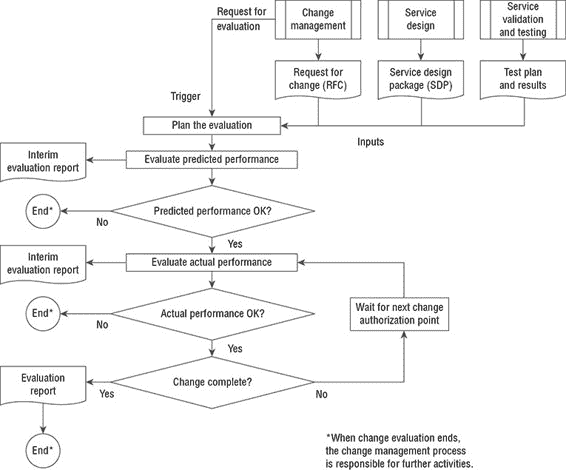 Request for
evaluation
Change
management
Service
design
Service validation
and testing
Request for
change (RFC)
Service design
package (SDP)
Test plan
and results
Trigger
Plan the evaluation
Inputs
Interim
evaluation report
Evaluate predicted performance
End*
No
Predicted performance OK?
Yes
Interim
evaluation report
Evaluate actual performance
End*
No
Actual performance OK?
Wait for next change
authorization point
Yes
Evaluation
report
Yes
Change complete?
No
End*
*When change evaluation ends,
the change management process
is responsible for further activities.